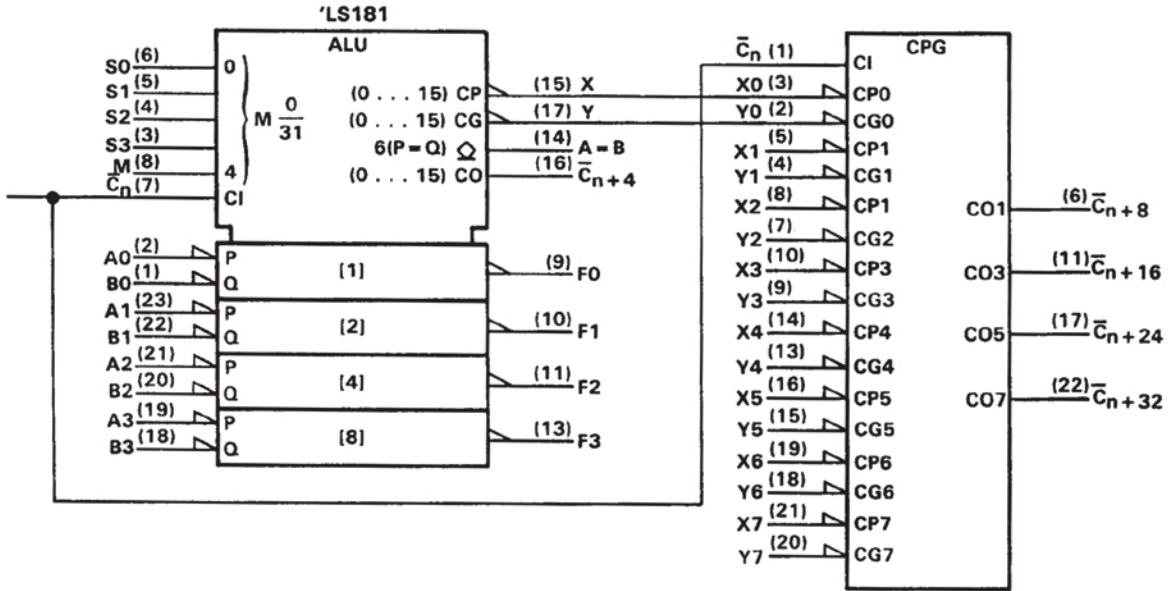 'LS181
ALU
S0 (6) 0
S1 (5)
S2 (4)
S3 (3)
M (8) 4
C̅n (7) CI
M 0/31
(0 . . . 15) CP (15) X
(0 . . . 15) CG (17) Y
6(P = Q) (14) A = B
(0 . . . 15) CO (16) C̅n + 4
A0 (2) P
B0 (1) Q
[1] (9) F0
A1 (23) P
B1 (22) Q
[2] (10) F1
A2 (21) P
B2 (20) Q
[4] (11) F2
A3 (19) P
B3 (18) Q
[8] (13) F3
CPG
C̅n (1) CI
X0 (3) CP0
Y0 (2) CG0
X1 (5) CP1
Y1 (4) CG1
X2 (8) CP1
Y2 (7) CG2
X3 (10) CP3
Y3 (9) CG3
X4 (14) CP4
Y4 (13) CG4
X5 (16) CP5
Y5 (15) CG5
X6 (19) CP6
Y6 (18) CG6
X7 (21) CP7
Y7 (20) CG7
CO1 (6) C̅n + 8
CO3 (11) C̅n + 16
CO5 (17) C̅n + 24
CO7 (22) C̅n + 32